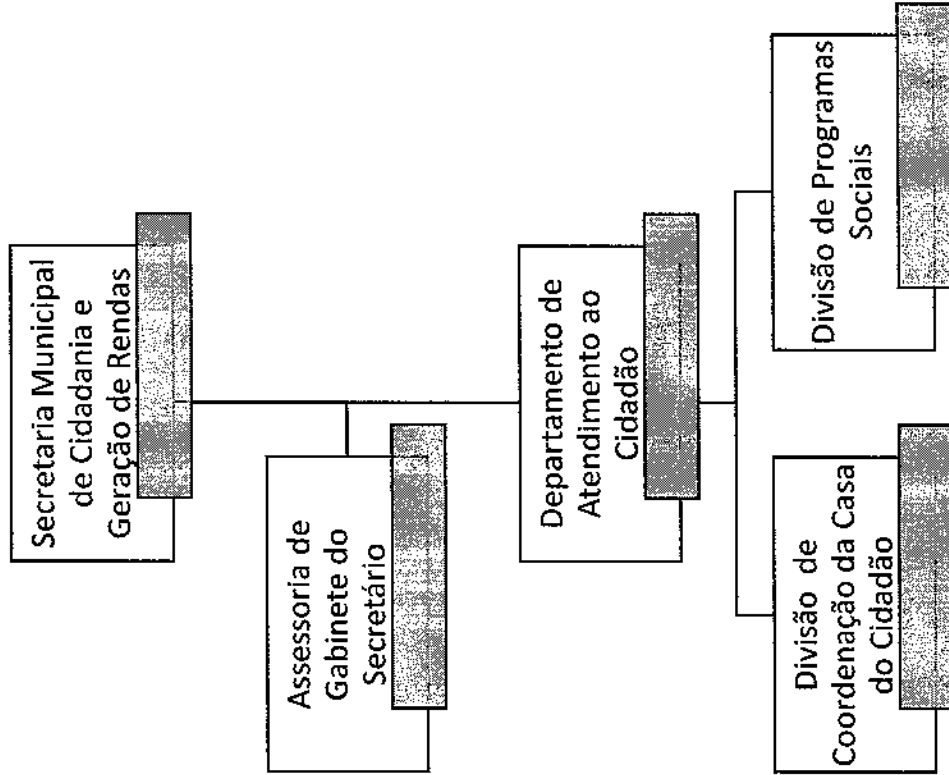 Secretaria Municipal
de Cidadania e
Geração de Rendas
Assessoria de
Gabinete do
Secretário
Departamento de
Atendimento ao
Cidadão
Divisão de
Coordenação da Casa
do Cidadão
Divisão de Programas
Sociais